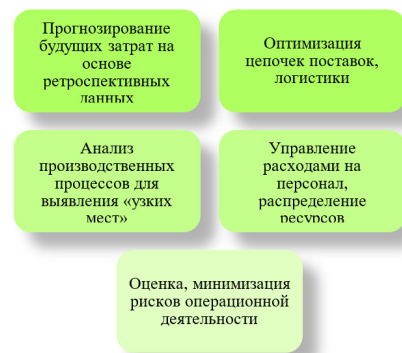 Прогнозирование
будущих затрат на
основе
ретроспективных
данных
Оптимизация
цепочек поставок,
логистики
Анализ
производственных
процессов для
выявления «узких
мест»
Управление
расходами на
персонал,
распределение
ресурсов
Оценка, минимизация
рисков операционной
деятельности